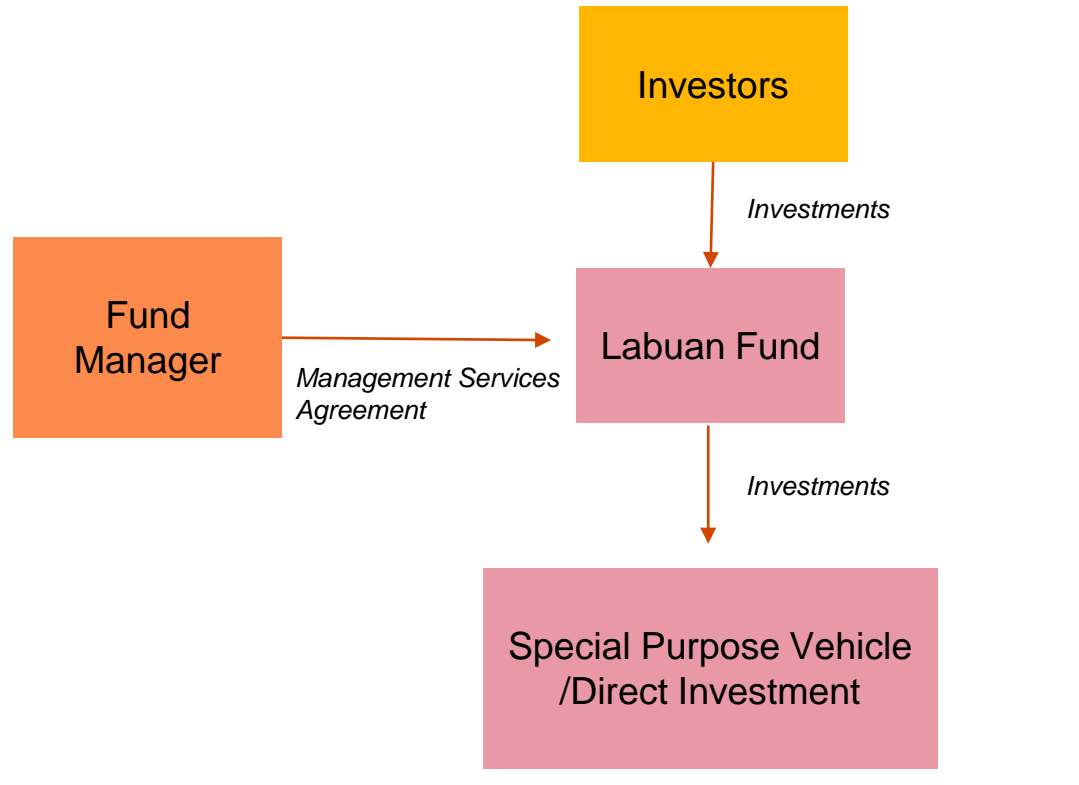 Investors
Investments
Fund
Manager
Labuan Fund
Management Services
Agreement
Investments
Special Purpose Vehicle
/Direct Investment